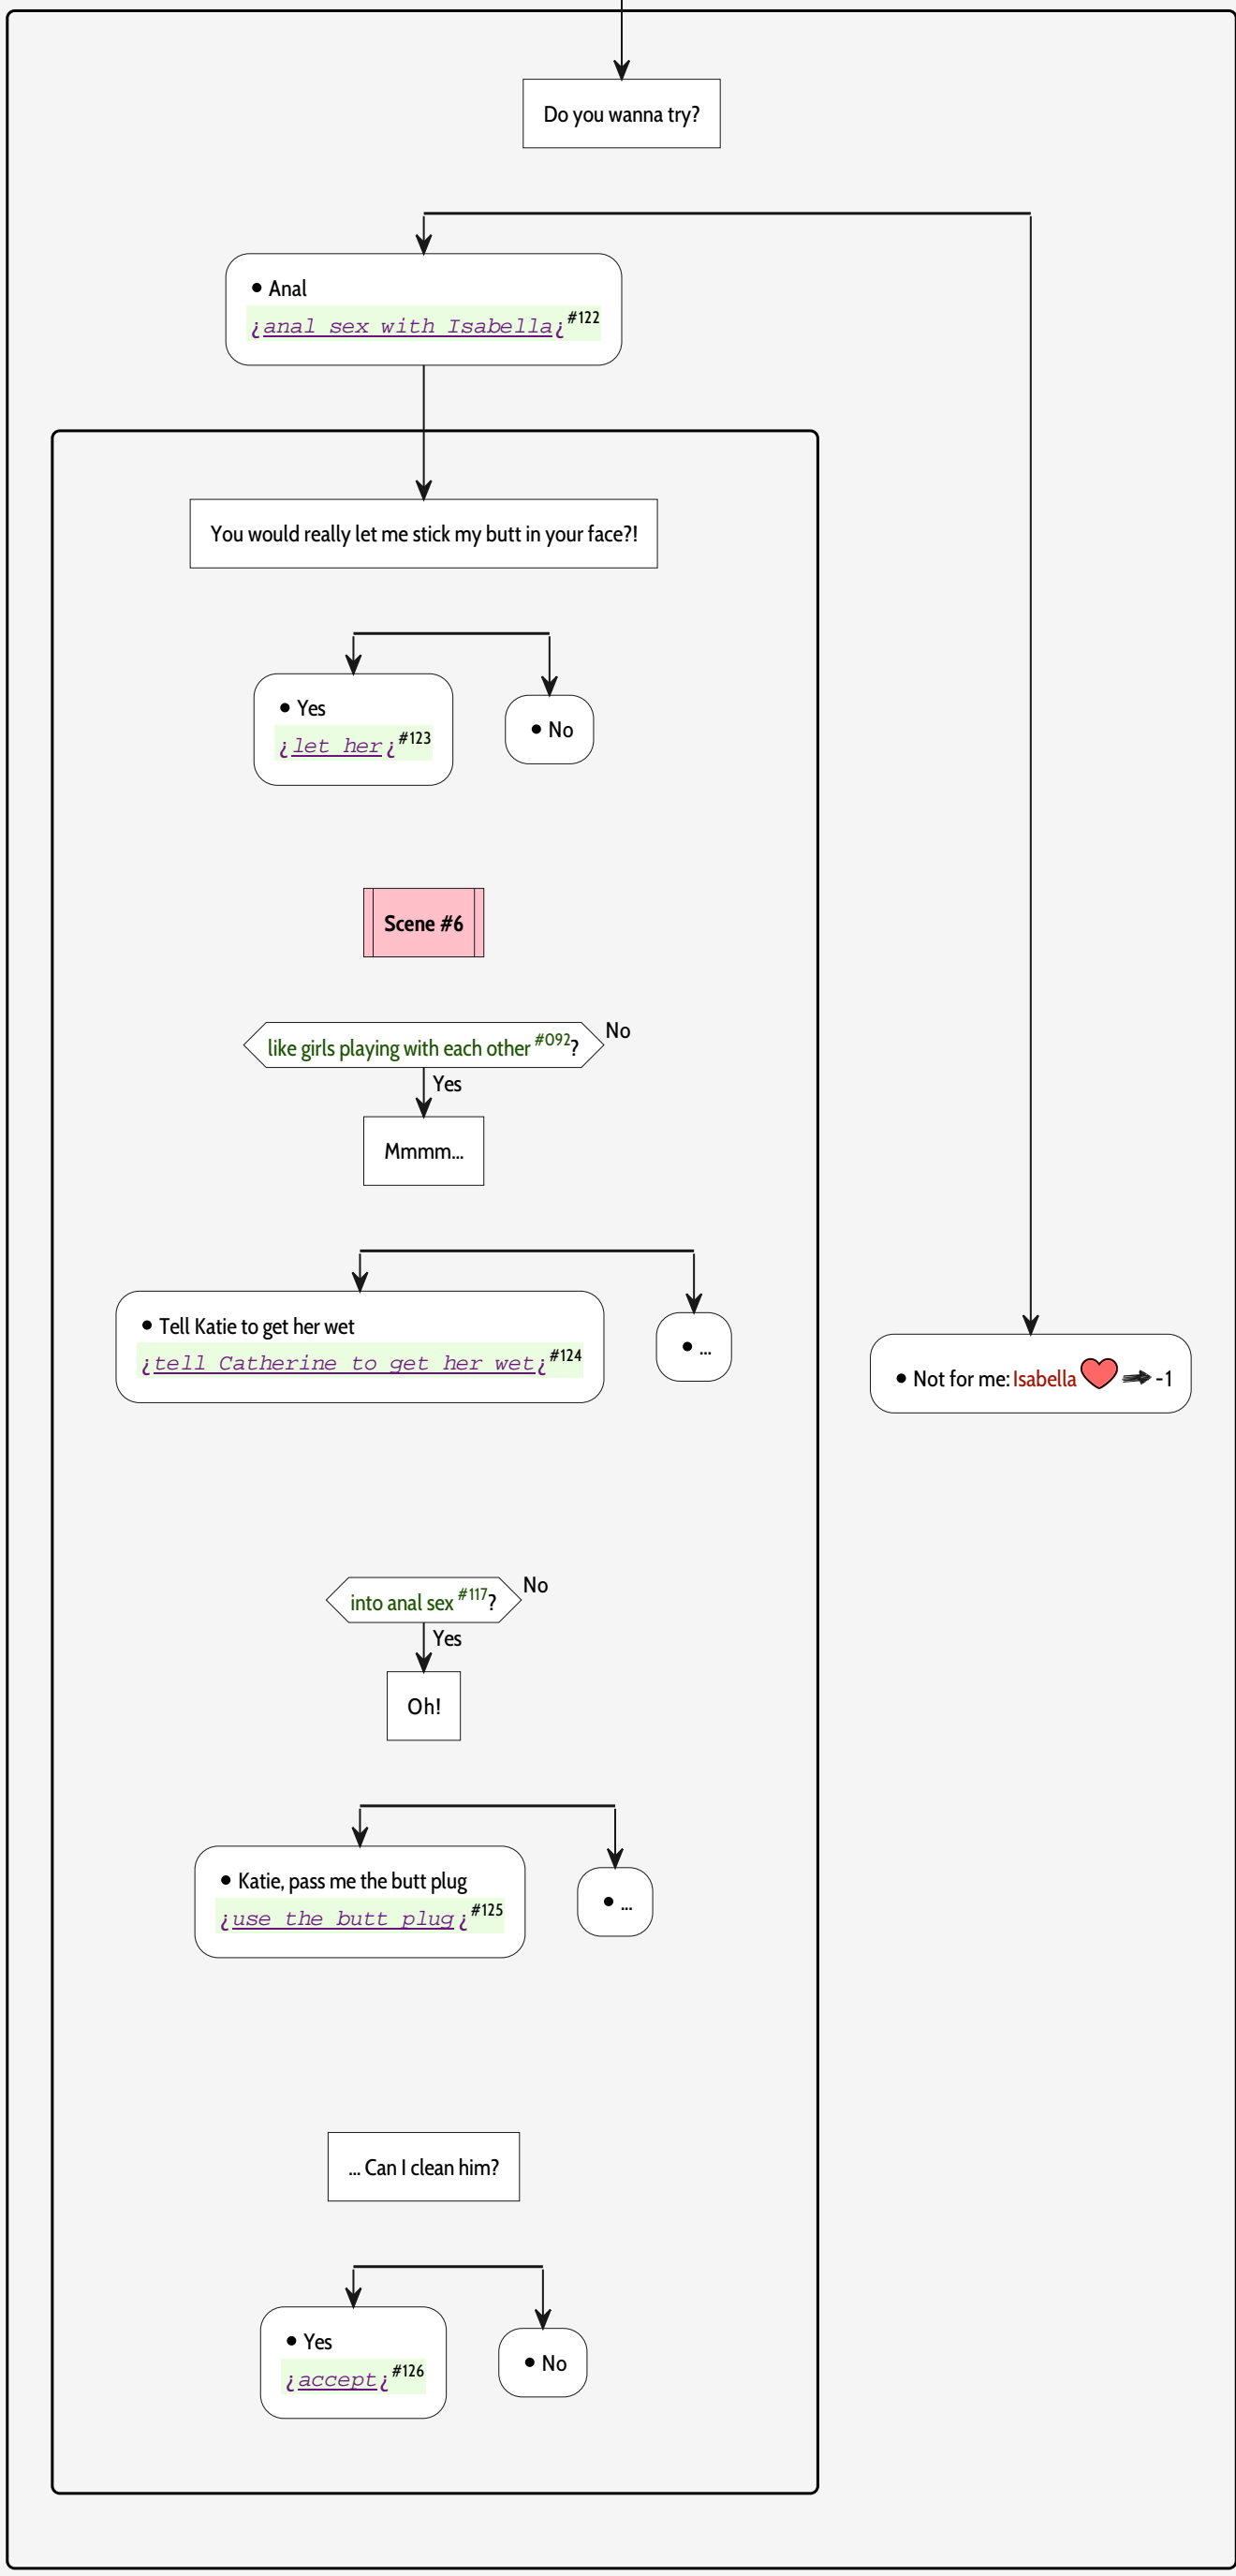 Do you wanna try?
• Anal
¿anal sex with Isabella¿#122
You would really let me stick my butt in your face?!
• Yes
¿let her¿#123
• No
Scene #6
like girls playing with each other #092?
No
Yes
Mmmm...
• Tell Katie to get her wet
¿tell Catherine to get her wet¿#124
• ...
• Not for me: Isabella -1
into anal sex #117?
No
Yes
Oh!
• Katie, pass me the butt plug
¿use the butt plug¿#125
• ...
... Can I clean him?
• Yes
¿accept¿#126
• No